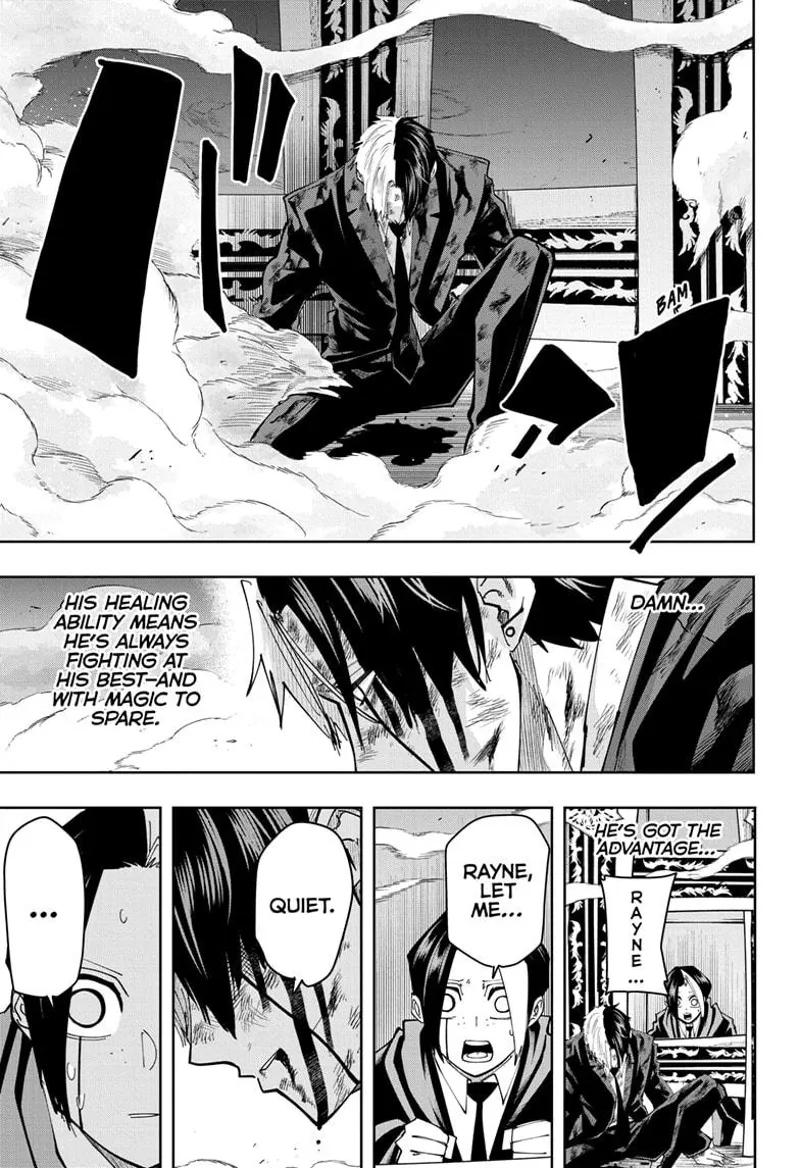 BAM
DAMN...
HIS HEALING
ABILITY MEANS
HE'S ALWAYS
FIGHTING AT
HIS BEST—AND
WITH MAGIC TO
SPARE.
HE'S GOT THE
ADVANTAGE...
RAYNE...
RAYNE,
LET
ME...
QUIET.
...